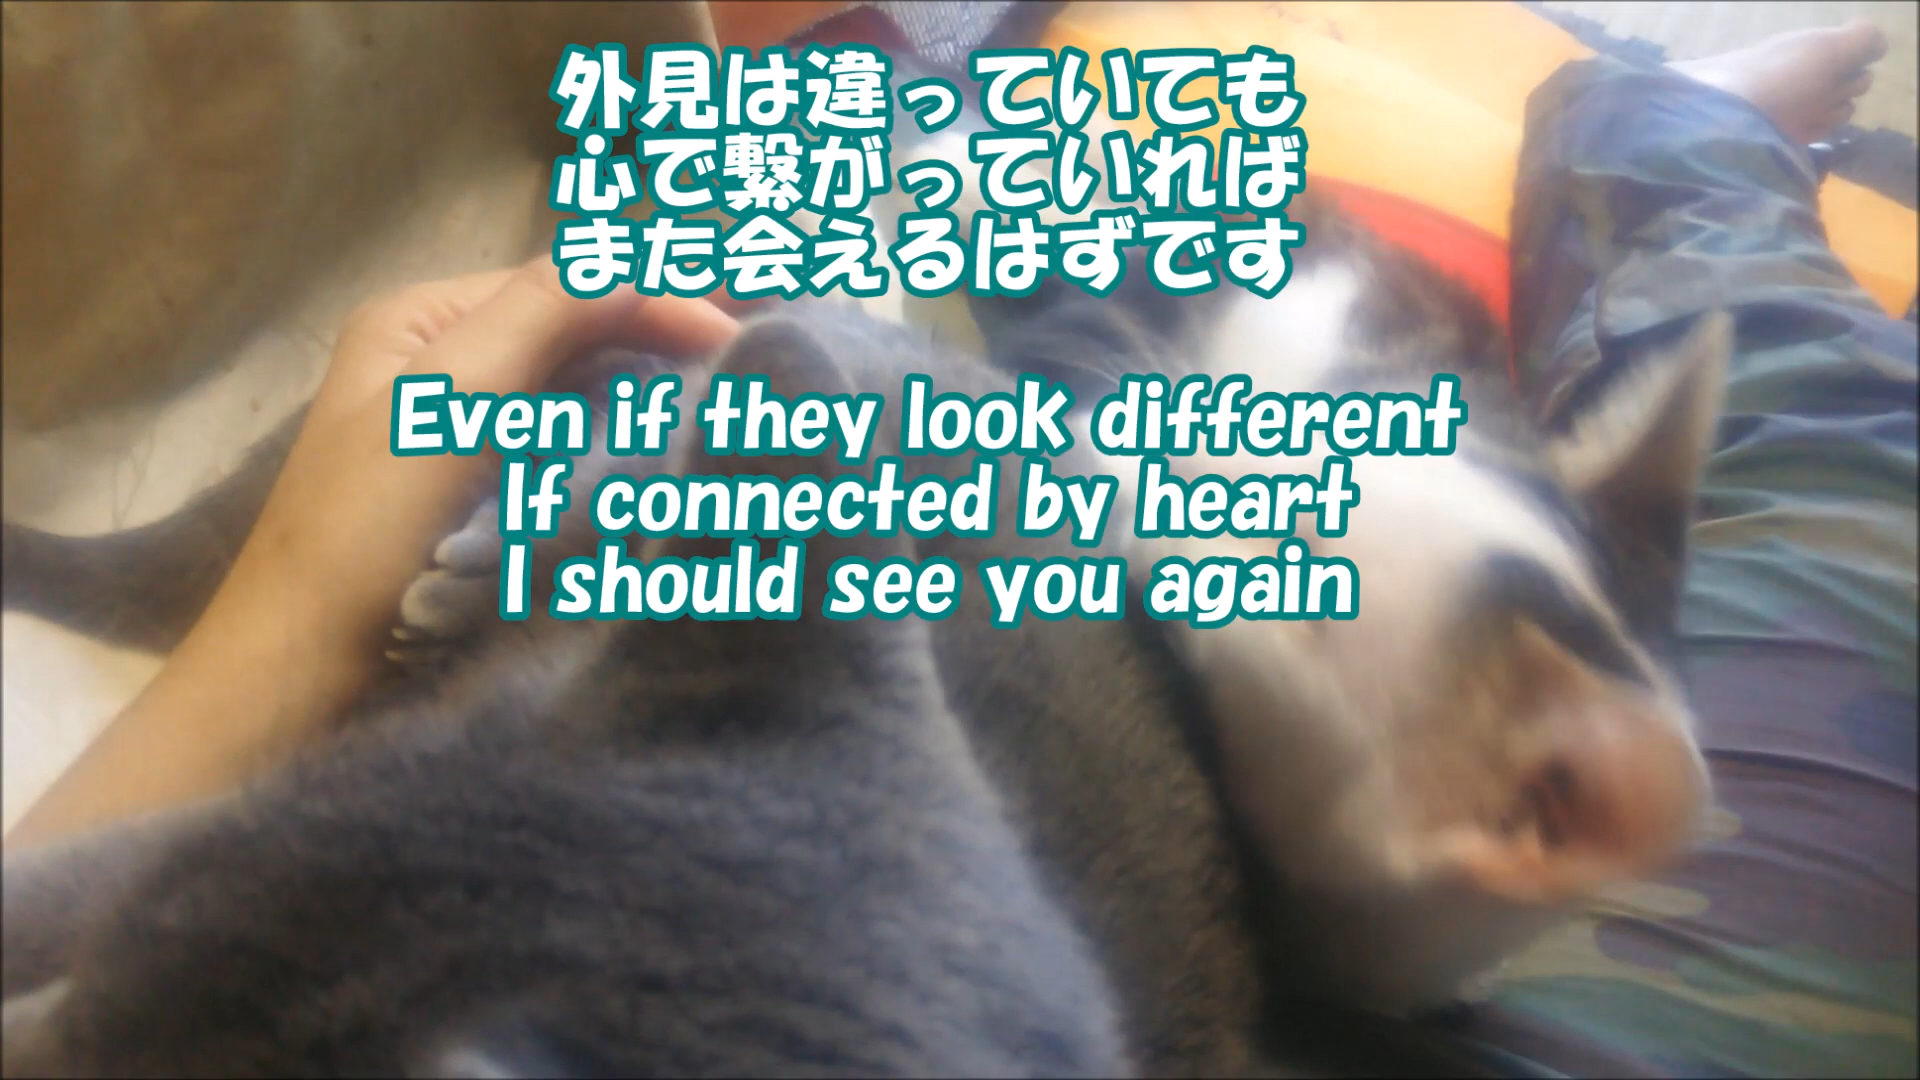 外見は違っていても
心で繋がっていれば
また会えるはずです
Even if they look different
If connected by heart
I should see you again